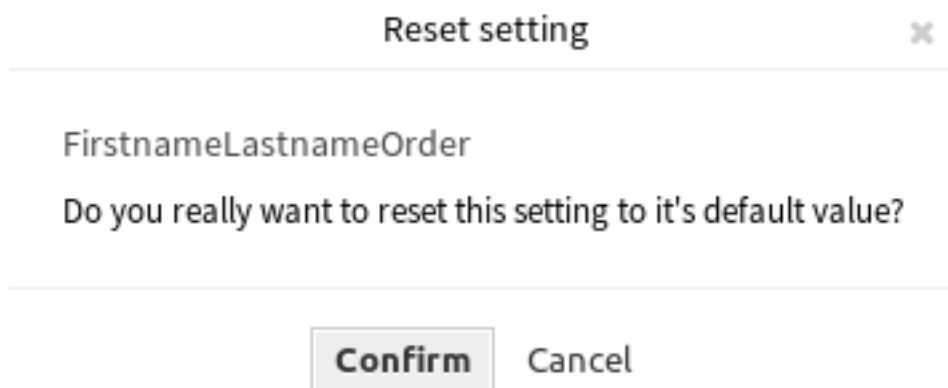 Reset setting
FirstnameLastnameOrder
Do you really want to reset this setting to it's default value?
Confirm Cancel